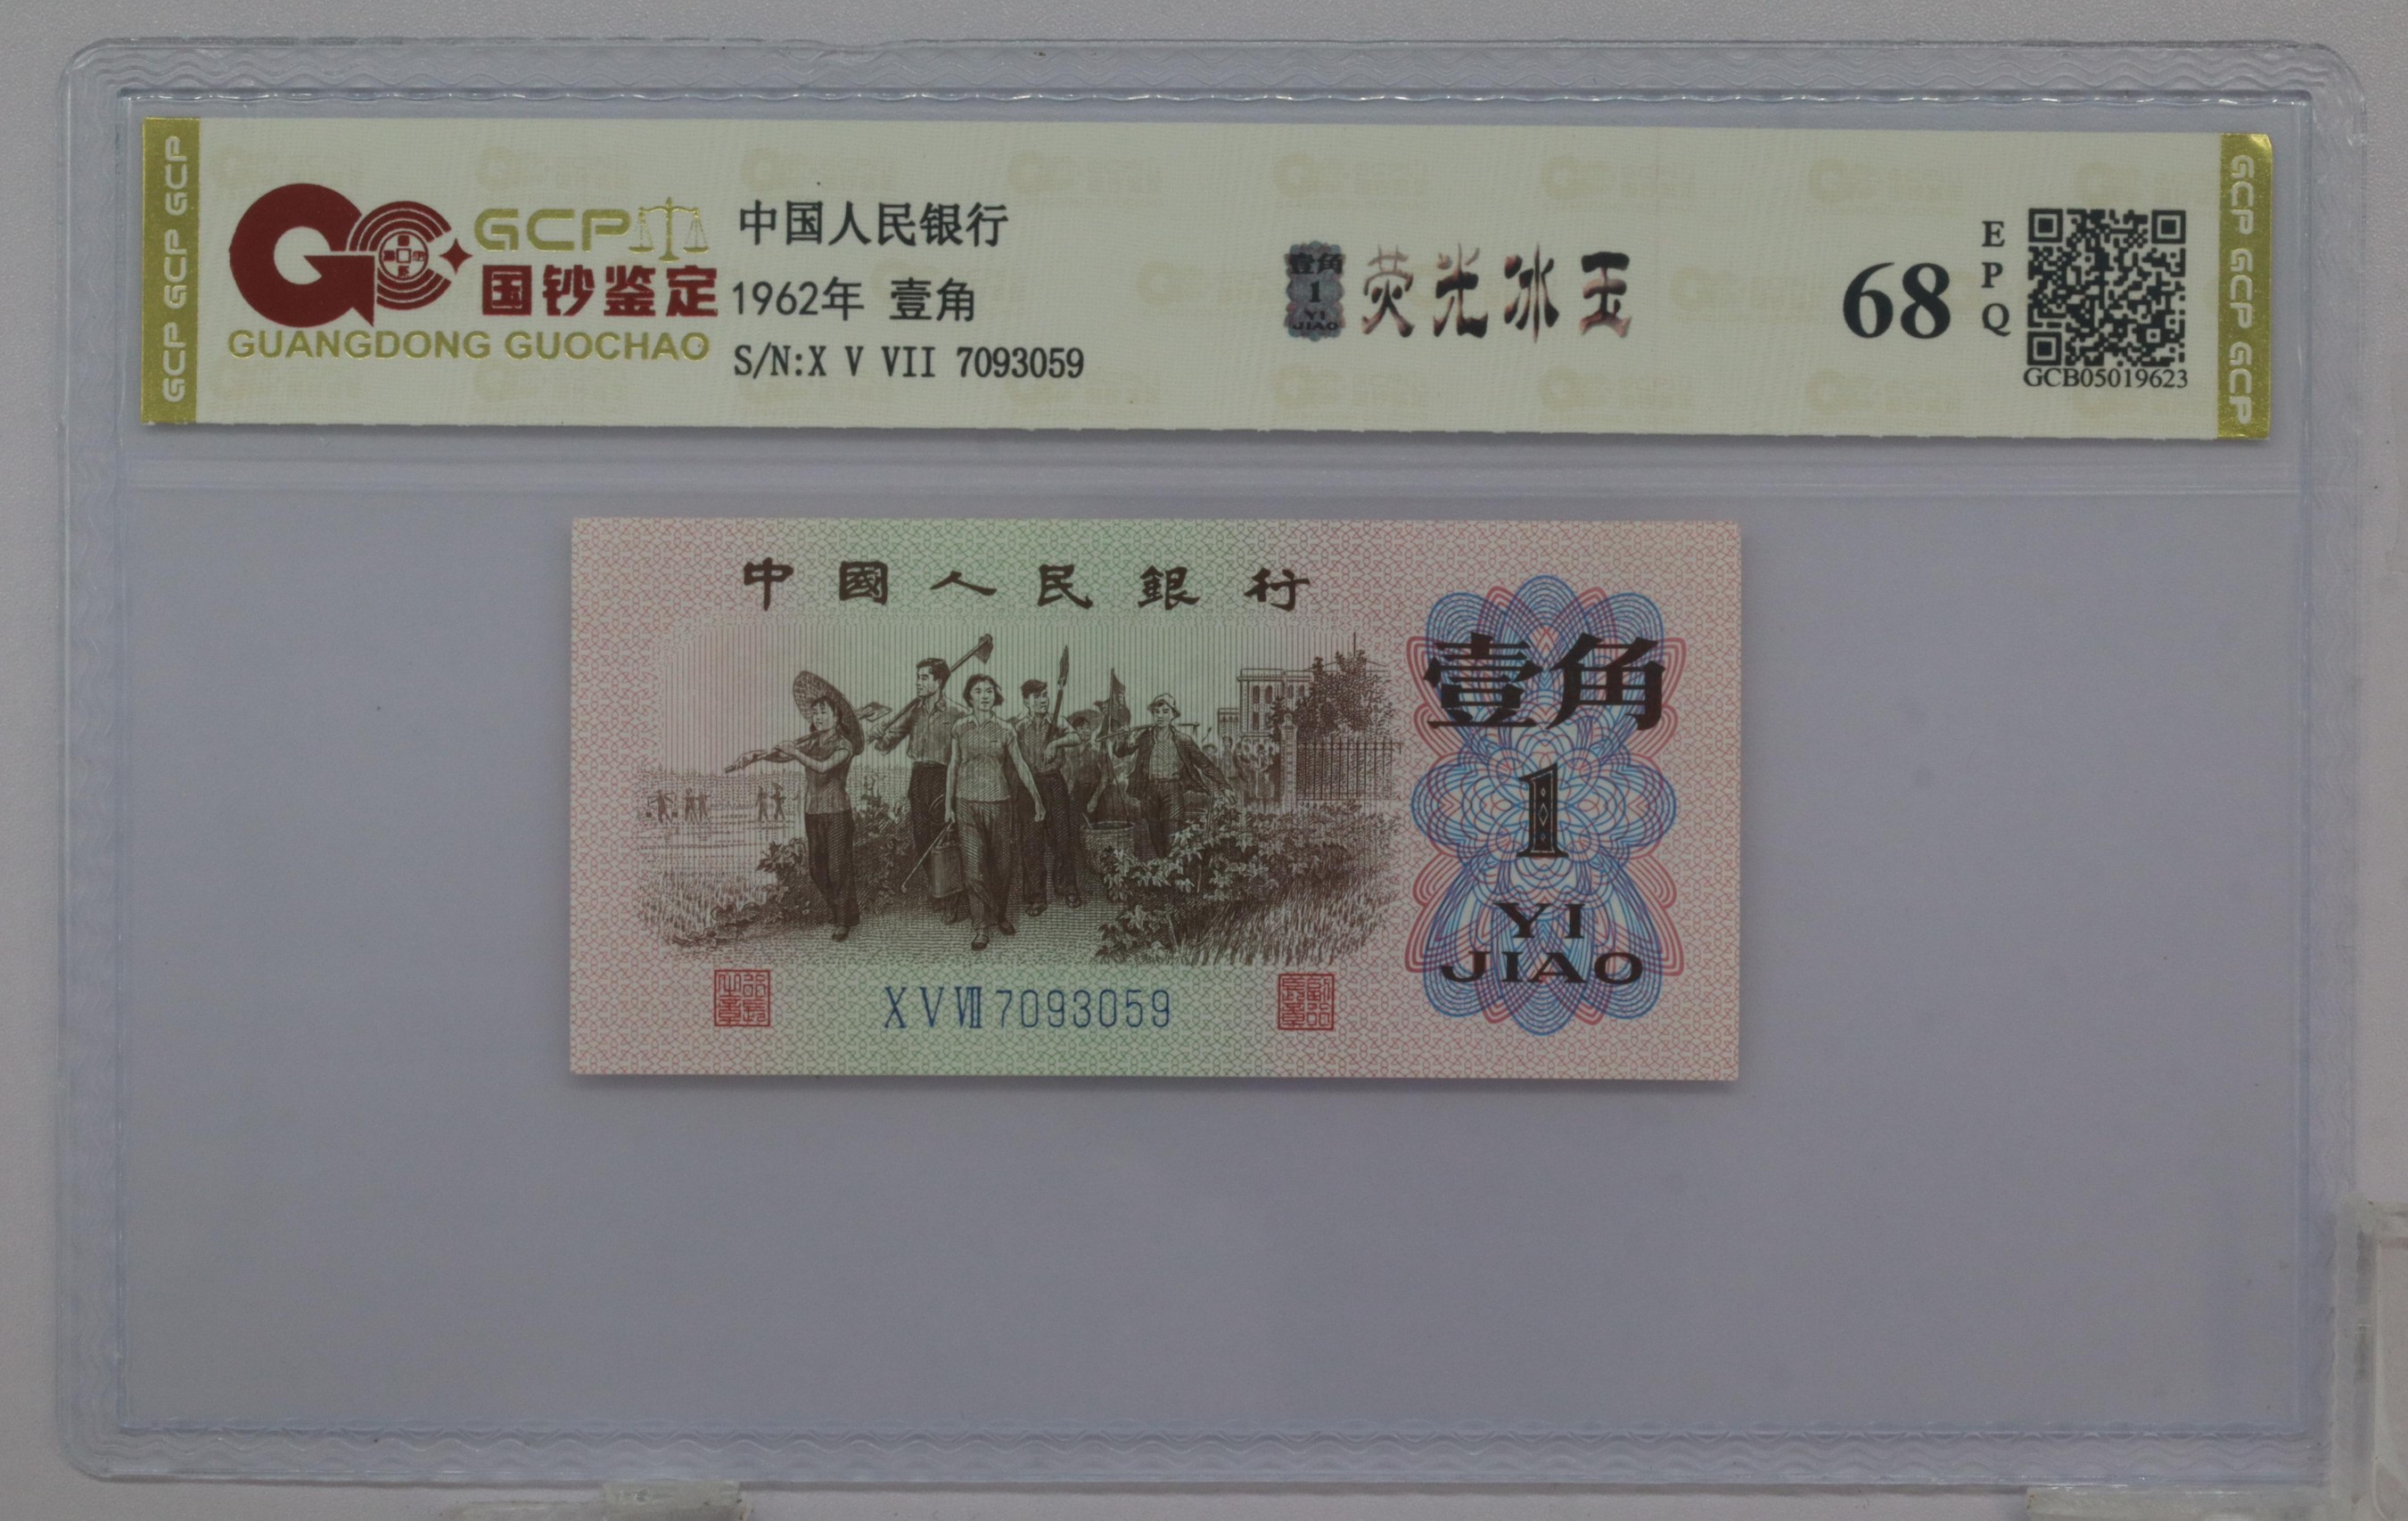 GCP GCP GCP
GCP
国钞鉴定
GUANGDONG GUOCHAO
中国人民银行
1962年 壹角
S/N:X V VII 7093059
壹角
1
YI
JIAO
荧光冰玉
68
EPQ
GCB05019623
GCP GCP GCP
中國人民銀行
壹角
1
YI
JIAO
X V VII 7093059